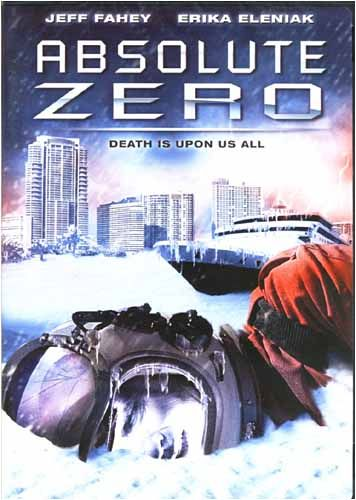 JEFF FAHEY ERIKA ELENIAK
ABSOLUTE
ZERO
DEATH IS UPON US ALL